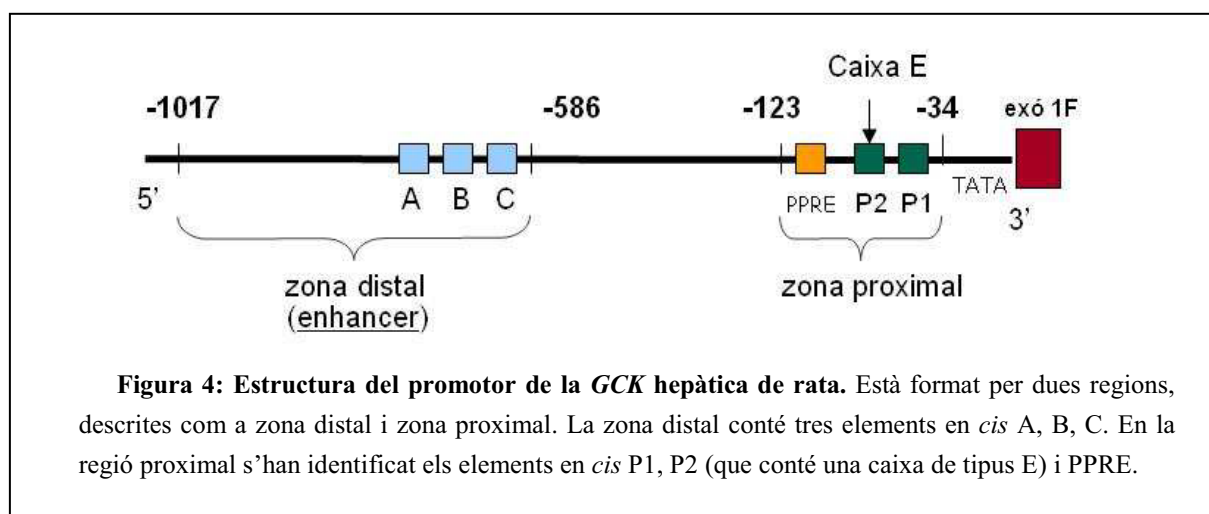 Caixa E
-1017 -586 -123 -34 exó 1F
5' A B C PPRE P2 P1 TATA 3'
zona distal zona proximal
(enhancer)
Figura 4: Estructura del promotor de la GCK hepàtica de rata. Està format per dues regions,
descrites com a zona distal i zona proximal. La zona distal conté tres elements en cis A, B, C. En la
regió proximal s'han identificat els elements en cis P1, P2 (que conté una caixa de tipus E) i PPRE.